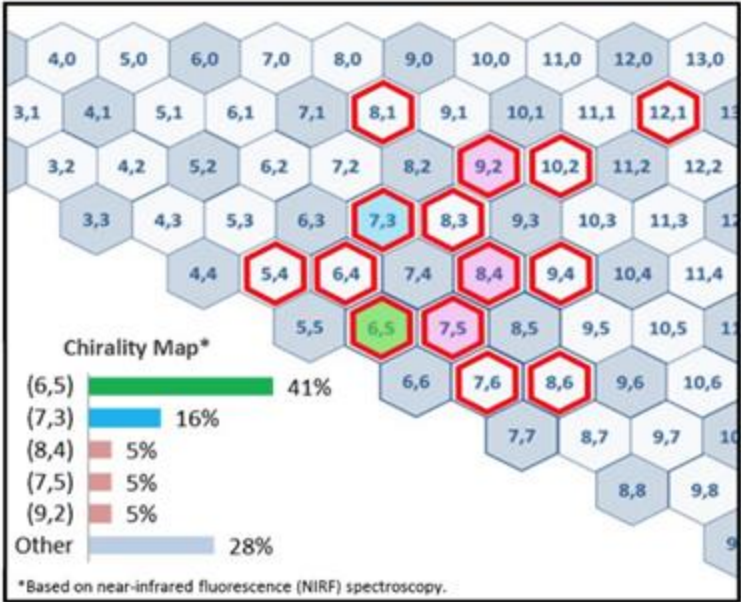 4,0 5,0 6,0 7,0 8,0 9,0 10,0 11,0 12,0 13,0
3,1 4,1 5,1 6,1 7,1 8,1 9,1 10,1 11,1 12,1 13
3,2 4,2 5,2 6,2 7,2 8,2 9,2 10,2 11,2 12,2
3,3 4,3 5,3 6,3 7,3 8,3 9,3 10,3 11,3 12
4,4 5,4 6,4 7,4 8,4 9,4 10,4 11,4
5,5 6,5 7,5 8,5 9,5 10,5 11
6,6 7,6 8,6 9,6 10,6
7,7 8,7 9,7 10
8,8 9,8
9
Chirality Map*
(6,5) 41%
(7,3) 16%
(8,4) 5%
(7,5) 5%
(9,2) 5%
Other 28%
*Based on near-infrared fluorescence (NIRF) spectroscopy.